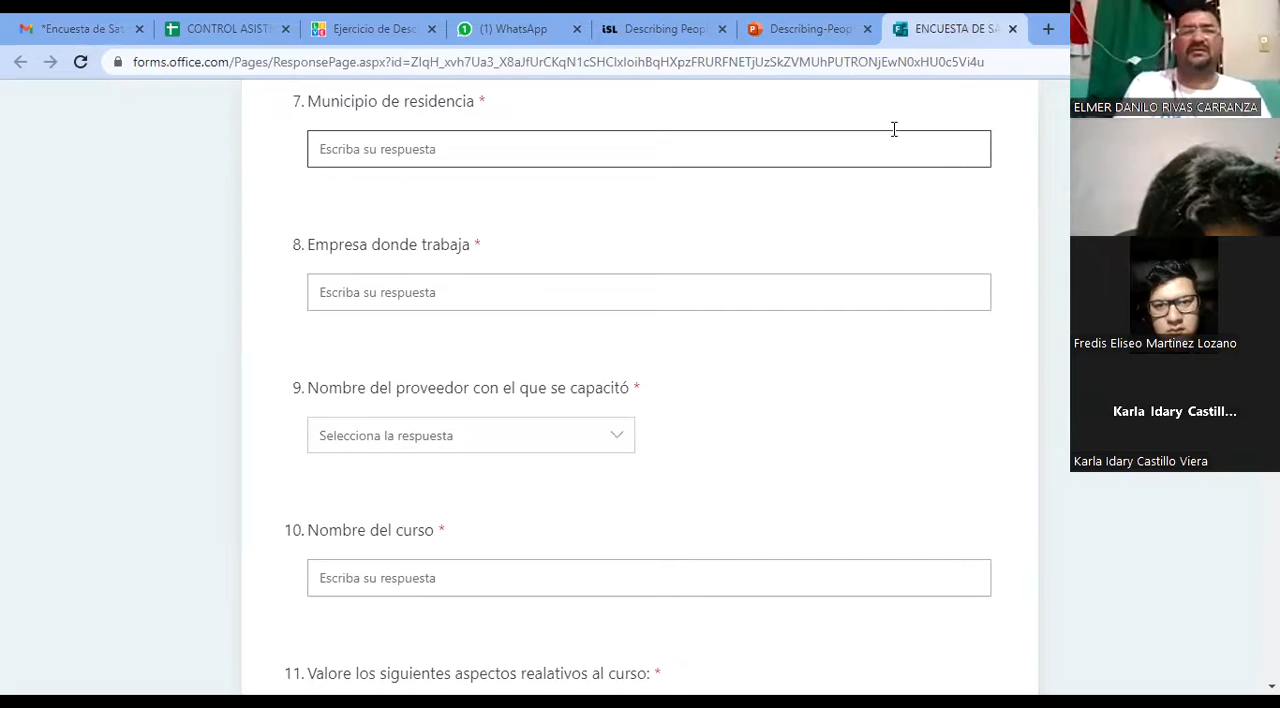 *Encuesta de Sat
CONTROL ASIST
Ejercicio de Desc
(1) WhatsApp
iSL
Describing Peop
Describing-Peop
ENCUESTA DE SA
forms.office.com/Pages/ResponsePage.aspx?id=ZIqH_xvh7Ua3_XVaJfUrCKqN1cSHClxIoihBqHXpzFRURFNETjUzSkZVMUhPUTRONjEwN0xHU0c5Vi4u
7. Municipio de residencia *
Escriba su respuesta
8. Empresa donde trabaja *
Escriba su respuesta
9. Nombre del proveedor con el que se capacitó *
Selecciona la respuesta
10. Nombre del curso *
Escriba su respuesta
11. Valore los siguientes aspectos realativos al curso: *
ELMER DANILO RIVAS CARRANZA
Fredis Eliseo Martinez Lozano
Karla Idary Castill...
Karla Idary Castillo Viera